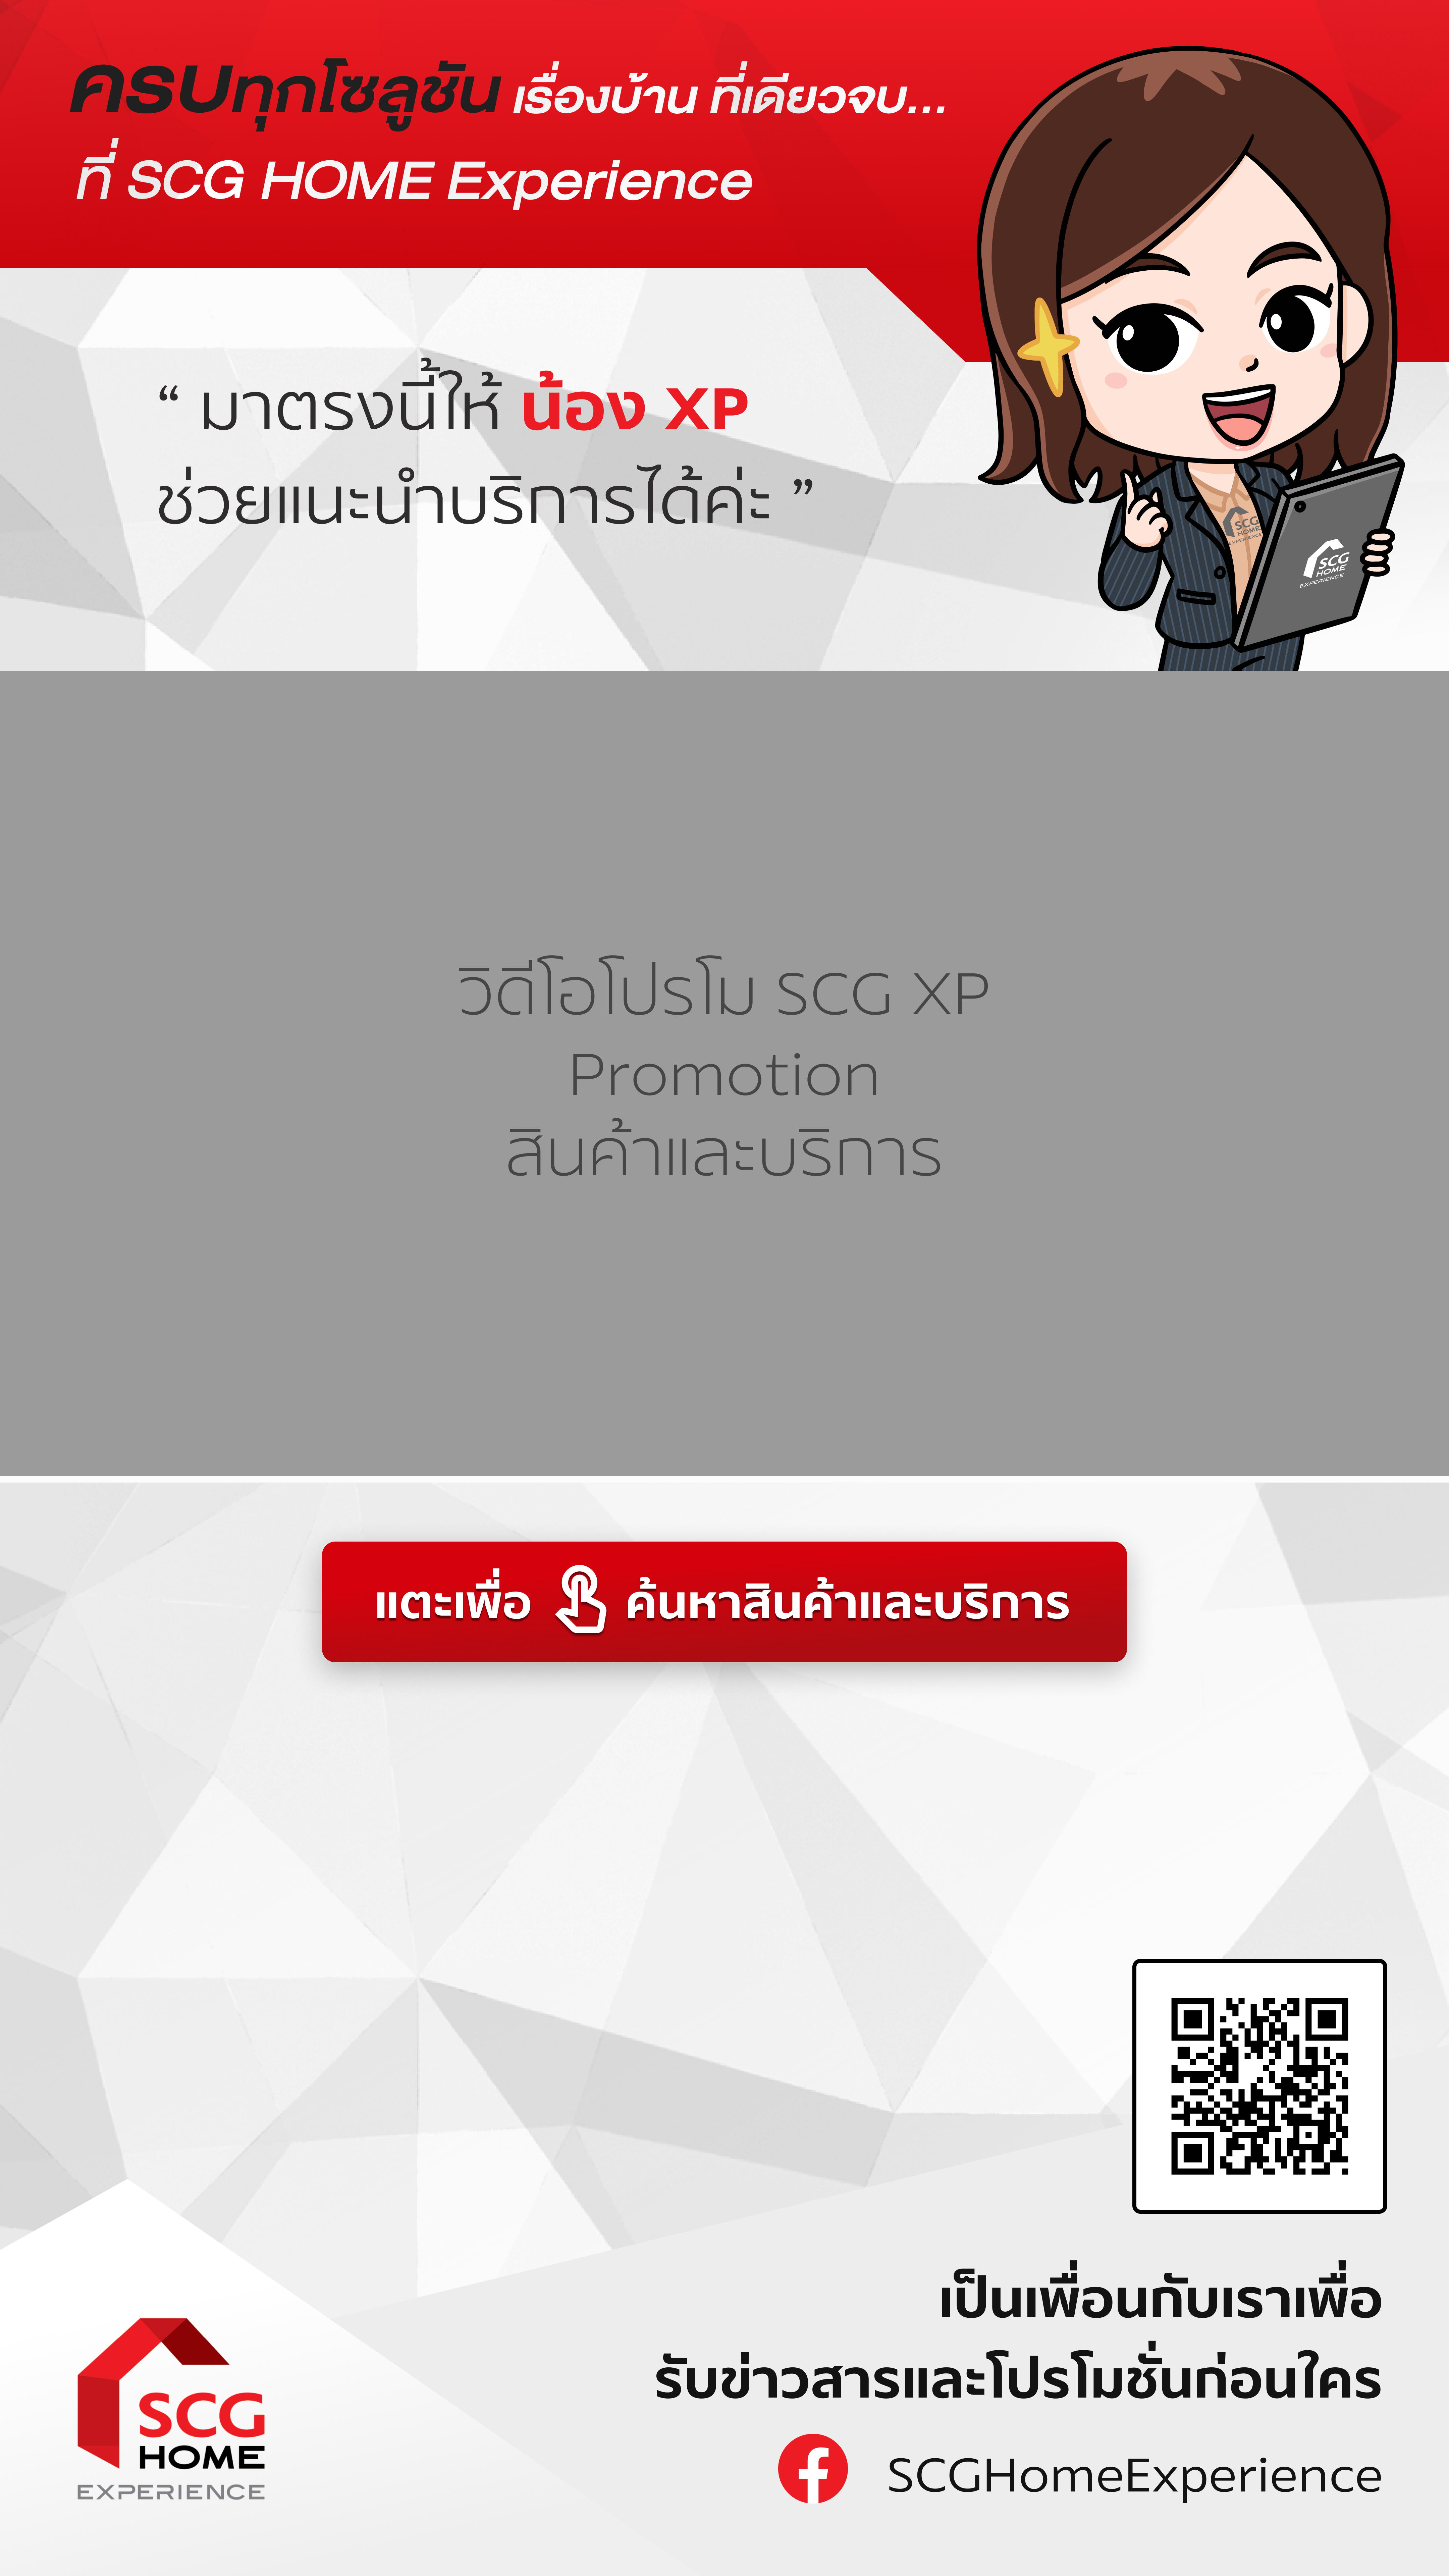 ครบทุกโซลูชัน เรื่องบ้าน ที่เดียวจบ...
ที่ SCG HOME Experience
“ มาตรงนี้ให้ น้อง XP
ช่วยแนะนำบริการได้ค่ะ ”
SCG
HOME
EXPERIENCE
SCG
HOME
EXPERIENCE
วิดีโอโปรโม SCG XP
Promotion
สินค้าและบริการ
แตะเพื่อ ค้นหาสินค้าและบริการ
เป็นเพื่อนกับเราเพื่อ
รับข่าวสารและโปรโมชั่นก่อนใคร
SCGHomeExperience
SCG
HOME
EXPERIENCE